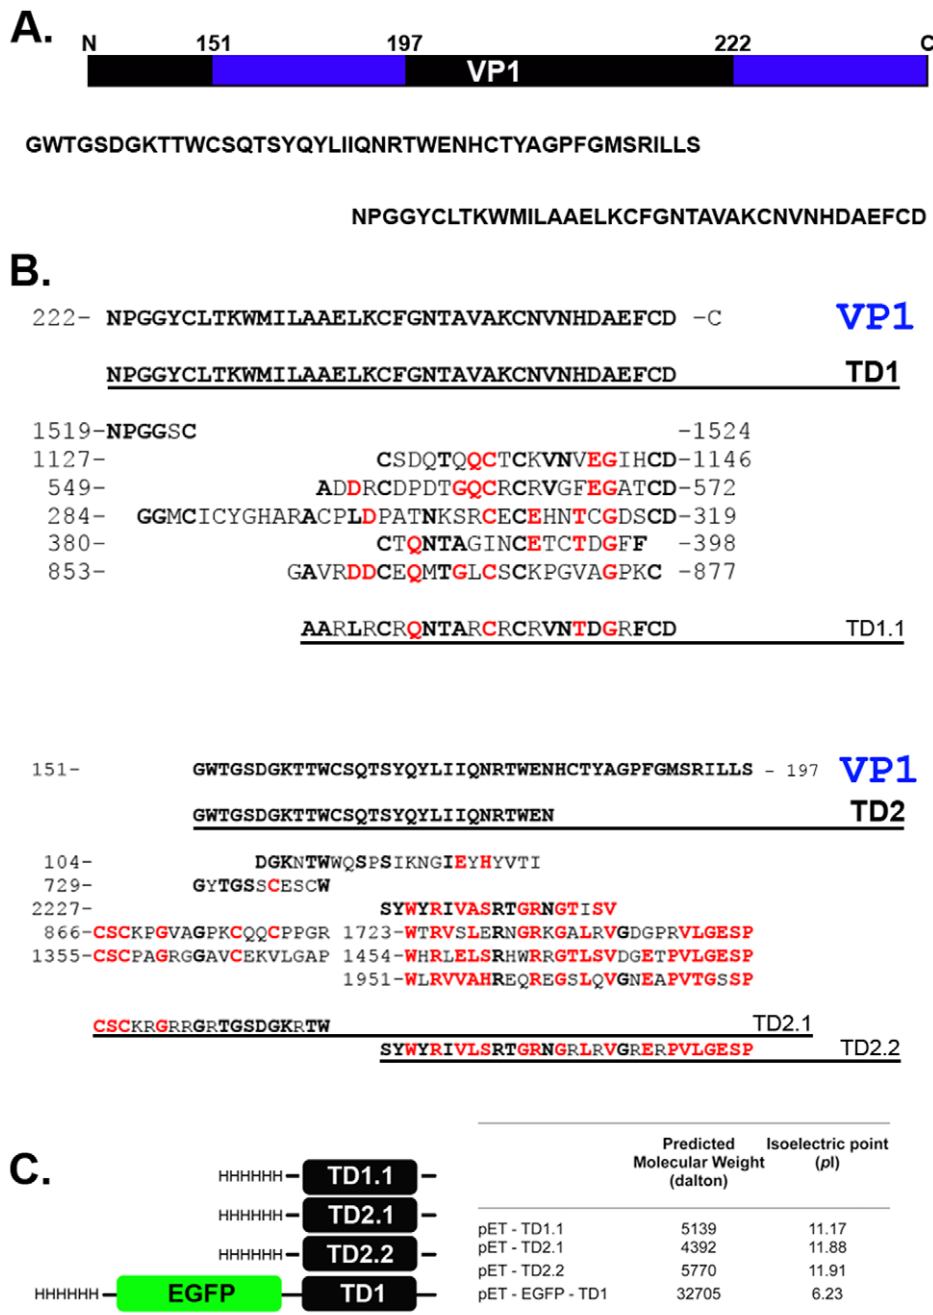 A.
N 151 197 222 C
VP1
GWTGSDGKTTWCSQTSYQYLIIQNRTWENHCTYAGPFGMSRILLS
NPGGYCLTKWMILAAELKCFGNTAVAKCNVNHDAEFCD
B.
222- NPGGYCLTKWMILAAELKCFGNTAVAKCNVNHDAEFCD -C VP1
NPGGYCLTKWMILAAELKCFGNTAVAKCNVNHDAEFCD TD1
1519-NPGGSC -1524
1127- CSDQTQQCTCKVNVEGIHCD-1146
549- ADDRCDPDTGQCRCRVGFEGATCD-572
284- GGMCICYGHARACPLDPATNKSRCECEHNTCGDSCD-319
380- CTQNTAGINCETCTDGFF -398
853- GAVRDDCEQMTGLCSCKPGVAGPKC -877
AARLRCRQNTARCRCRVNTDGRFCD TD1.1
151- GWTGSDGKTTWCSQTSYQYLIIQNRTWENHCTYAGPFGMSRILLS - 197 VP1
GWTGSDGKTTWCSQTSYQYLIIQNRTWEN TD2
104- DGKNTWWQSPSIKNGIEYHYVTI
729- GYTGSSCESCW
2227- SYWYRIVASRTGRNGTISV
866-CSCKPGVAGPKCQQCPPGR 1723-WTRVSLERNGRKGALRVGDGPRVLGESP
1355-CSCPAGRGGAVCEKVLGAP 1454-WHRLELSRHWRRGTLSVDGETPVLGESP
1951-WLRVVAHREQREGSLQVGNEAPVTGSSP
CSCKRGRRGRTGSDGKRTW TD2.1
SYWYRIVLSRTGRNGRLRVGRERPVLGESP TD2.2
C.
HHHHHH TD1.1
HHHHHH TD2.1
HHHHHH TD2.2
HHHHHH EGFP TD1
Predicted Isoelectric point
Molecular Weight (pI)
(dalton)
pET - TD1.1 5139 11.17
pET - TD2.1 4392 11.88
pET - TD2.2 5770 11.91
pET - EGFP - TD1 32705 6.23